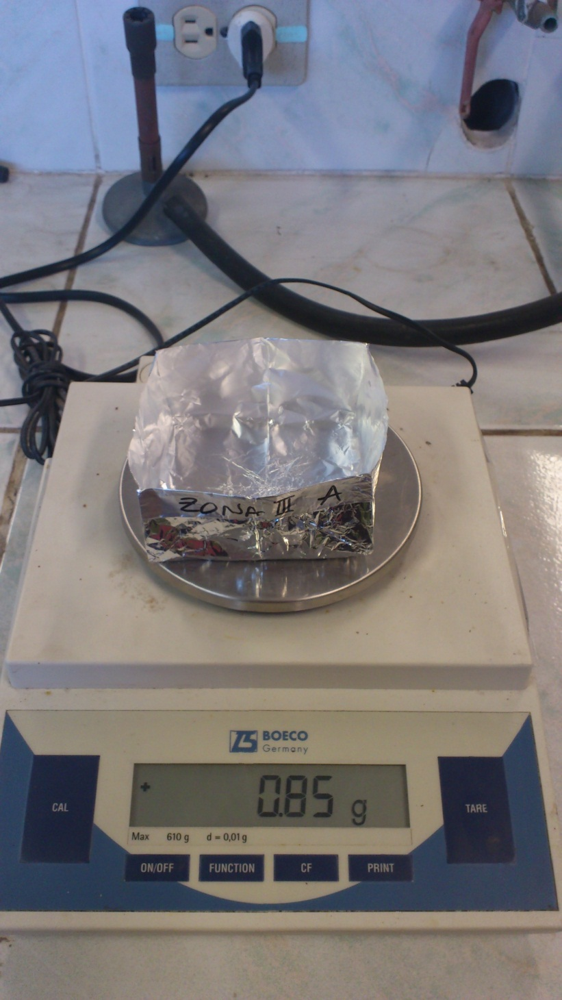 ZONA III A
BOECO
Germany
CAL
+ 0.85 g
TARE
Max 610 g d = 0,01 g
ON/OFF FUNCTION CF PRINT